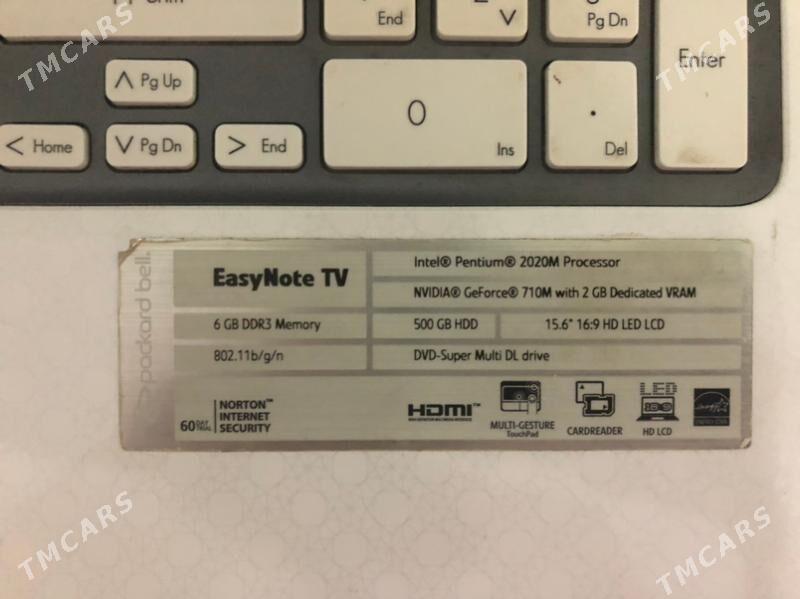 TMCARS
TMCARS
End
Pg Dn
Enter
Pg Up
0
Ins
.
Del
< Home
Pg Dn
> End
packard bell.
EasyNote TV
Intel® Pentium® 2020M Processor
NVIDIA® GeForce® 710M with 2 GB Dedicated VRAM
6 GB DDR3 Memory
500 GB HDD
15.6" 16:9 HD LED LCD
802.11b/g/n
DVD-Super Multi DL drive
60 DAY TRIAL
NORTON™
INTERNET
SECURITY
HDMI™
MULTI-GESTURE
TouchPad
CARDREADER
LED
HD LCD
TMCARS
TMCARS